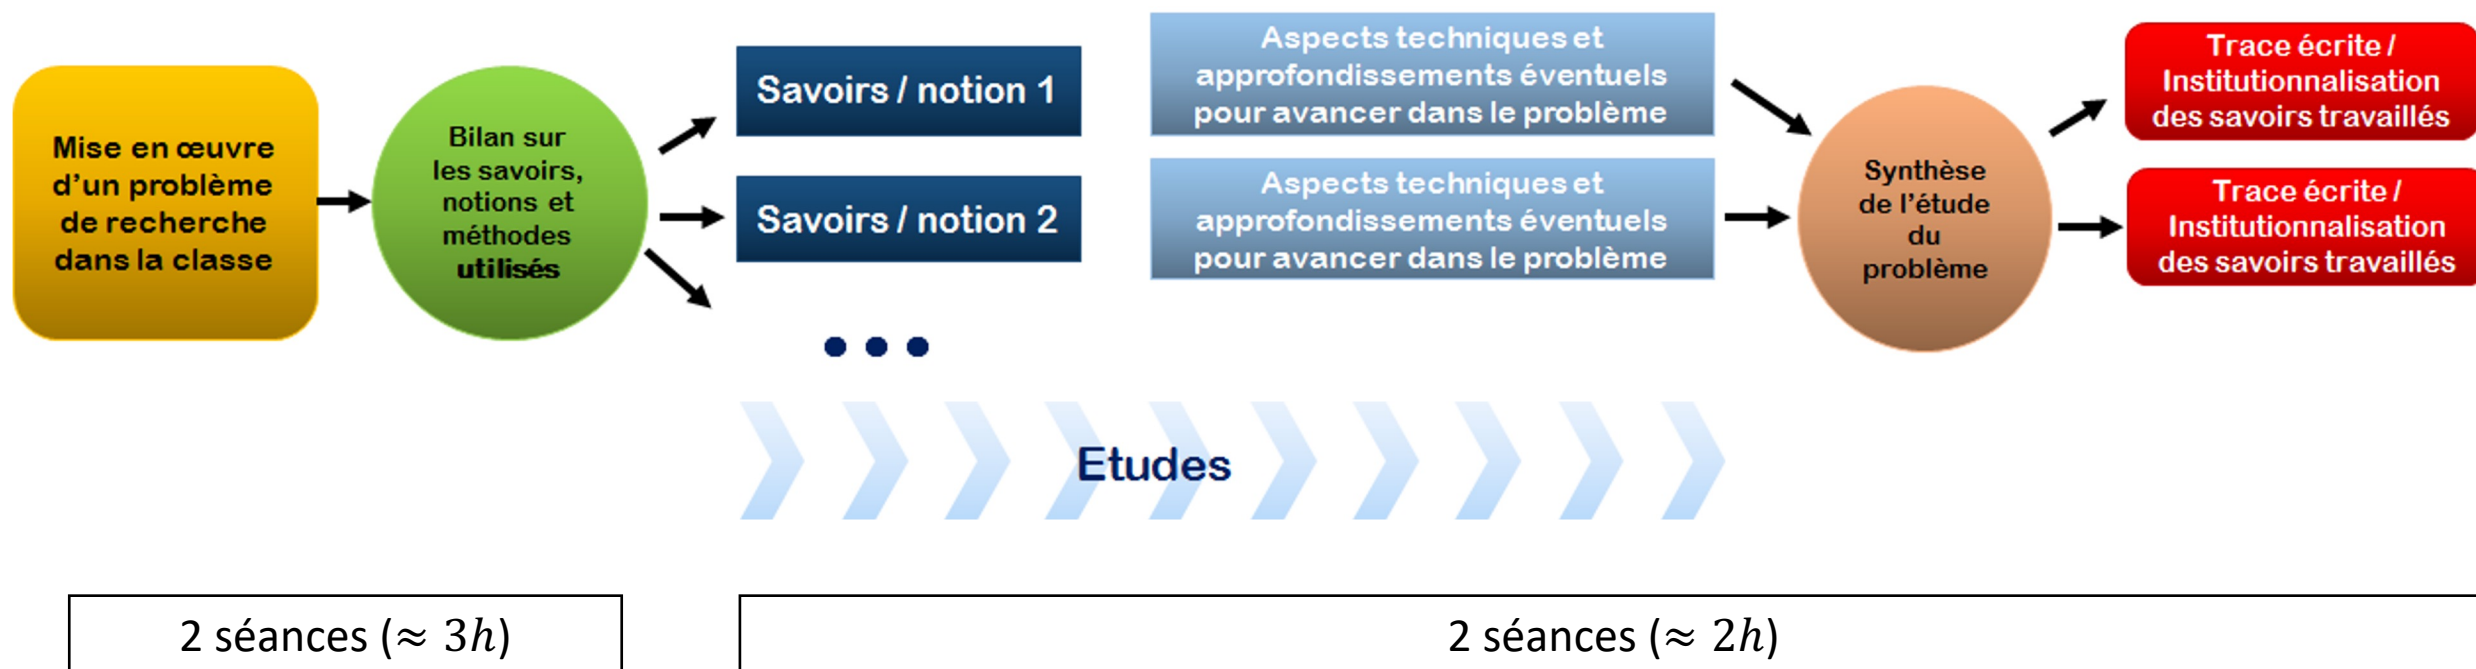 Mise en œuvre
d'un problème
de recherche
dans la classe
Bilan sur
les savoirs,
notions et
méthodes
utilisés
Savoirs / notion 1
Savoirs / notion 2
Aspects techniques et
approfondissements éventuels
pour avancer dans le problème
Aspects techniques et
approfondissements éventuels
pour avancer dans le problème
Synthèse
de l'étude
du
problème
Trace écrite /
Institutionnalisation
des savoirs travaillés
Trace écrite /
Institutionnalisation
des savoirs travaillés
Etudes
2 séances (≈ 3h)
2 séances (≈ 2h)